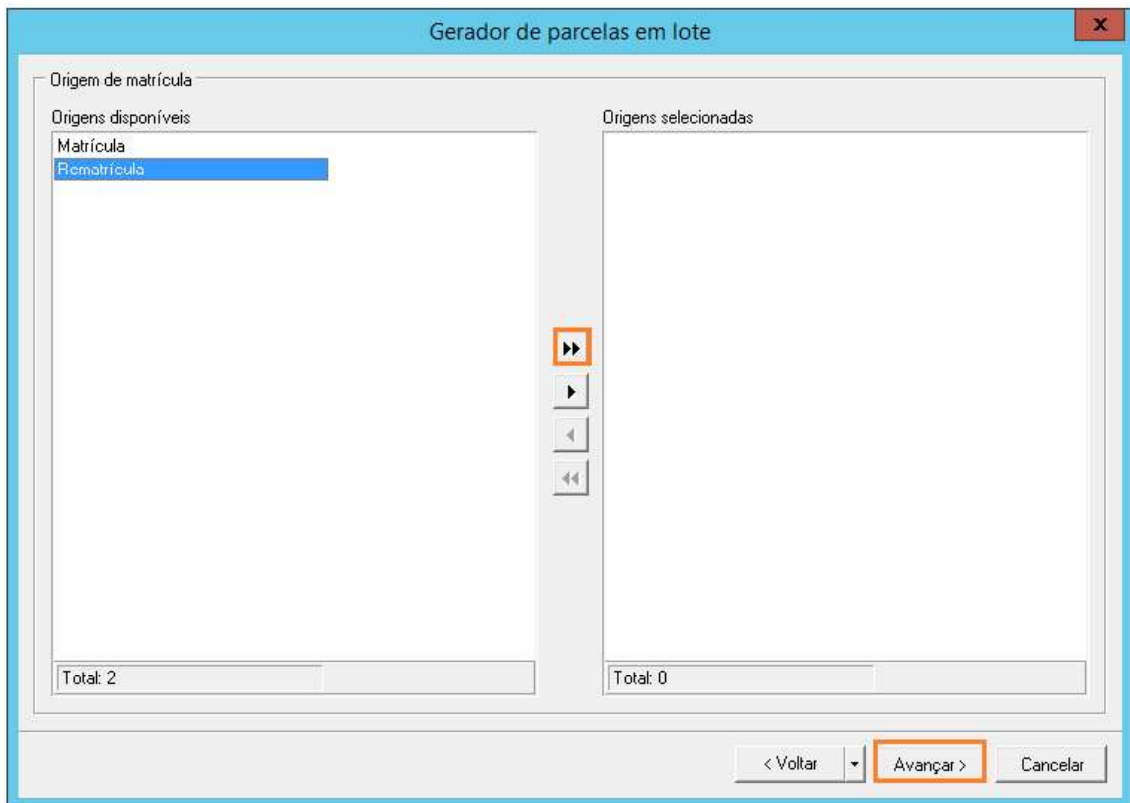 Gerador de parcelas em lote
x
Origem de matrícula
Origens disponíveis
Origens selecionadas
Matrícula
Rematrícula
Total: 2
Total: 0
< Voltar
Avançar >
Cancelar